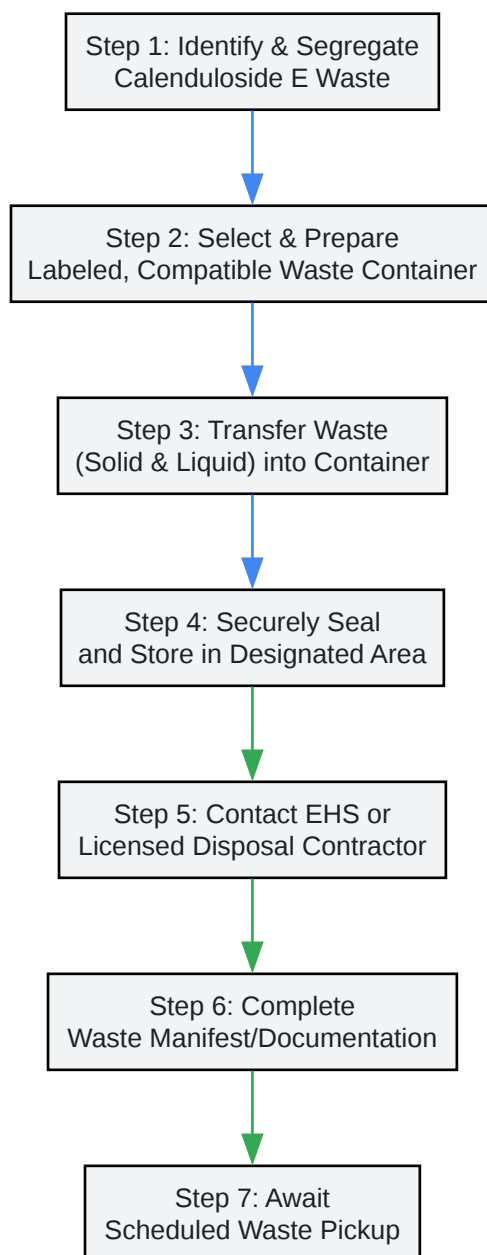 Step 1: Identify & Segregate
Calenduloside E Waste
Step 2: Select & Prepare
Labeled, Compatible Waste Container
Step 3: Transfer Waste
(Solid & Liquid) into Container
Step 4: Securely Seal
and Store in Designated Area
Step 5: Contact EHS or
Licensed Disposal Contractor
Step 6: Complete
Waste Manifest/Documentation
Step 7: Await
Scheduled Waste Pickup